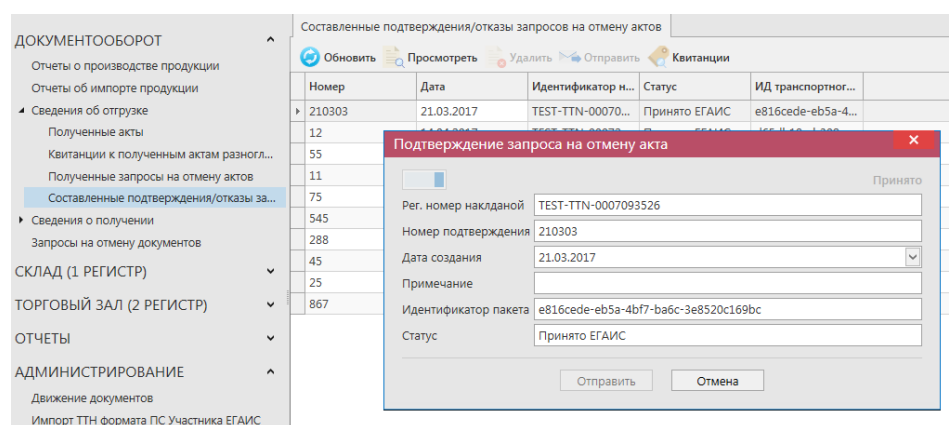 ДОКУМЕНТООБОРОТ
Отчеты о производстве продукции
Отчеты об импорте продукции
Сведения об отгрузке
Полученные акты
Квитанции к полученным актам разногл...
Полученные запросы на отмену актов
Составленные подтверждения/отказы за...
Сведения о получении
Запросы на отмену документов
СКЛАД (1 РЕГИСТР)
ТОРГОВЫЙ ЗАЛ (2 РЕГИСТР)
ОТЧЕТЫ
АДМИНИСТРИРОВАНИЕ
Движение документов
Импорт ТТН формата ПС Участника ЕГАИС
Составленные подтверждения/отказы запросов на отмену актов
Обновить Просмотреть Удалить Отправить Квитанции
Номер Дата Идентификатор н... Статус ИД транспортног...
210303 21.03.2017 TEST-TTN-00070... Принято ЕГАИС e816cede-eb5a-4...
12
55
11
75
545
288
45
25
867
Подтверждение запроса на отмену акта
Принято
Рег. номер накладной TEST-TTN-0007093526
Номер подтверждения 210303
Дата создания 21.03.2017
Примечание
Идентификатор пакета e816cede-eb5a-4bf7-ba6c-3e8520c169bc
Статус Принято ЕГАИС
Отправить Отмена